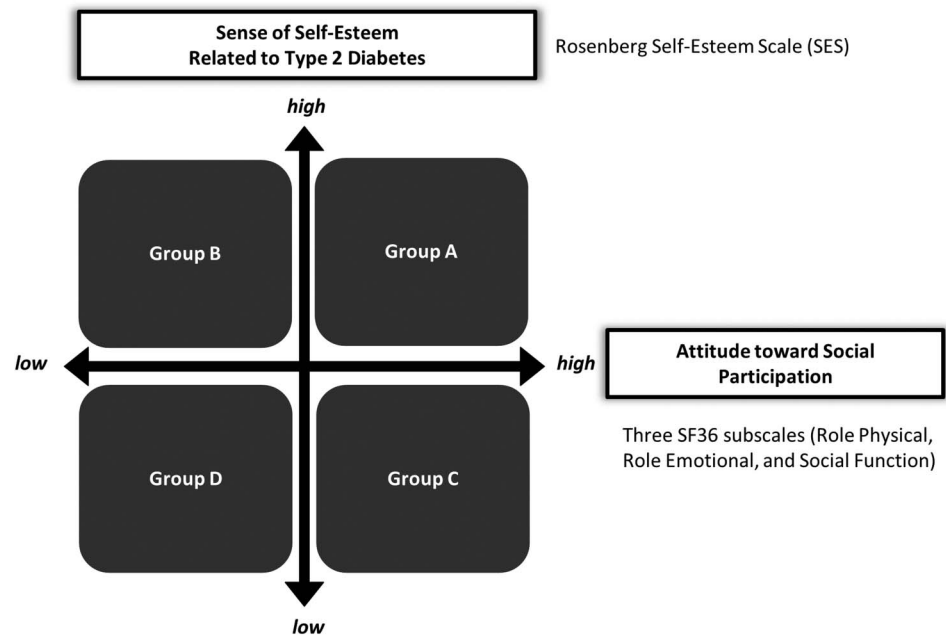 Sense of Self-Esteem
Related to Type 2 Diabetes
Rosenberg Self-Esteem Scale (SES)
high
Group B
Group A
low
high
Attitude toward Social
Participation
Three SF36 subscales (Role Physical,
Role Emotional, and Social Function)
Group D
Group C
low